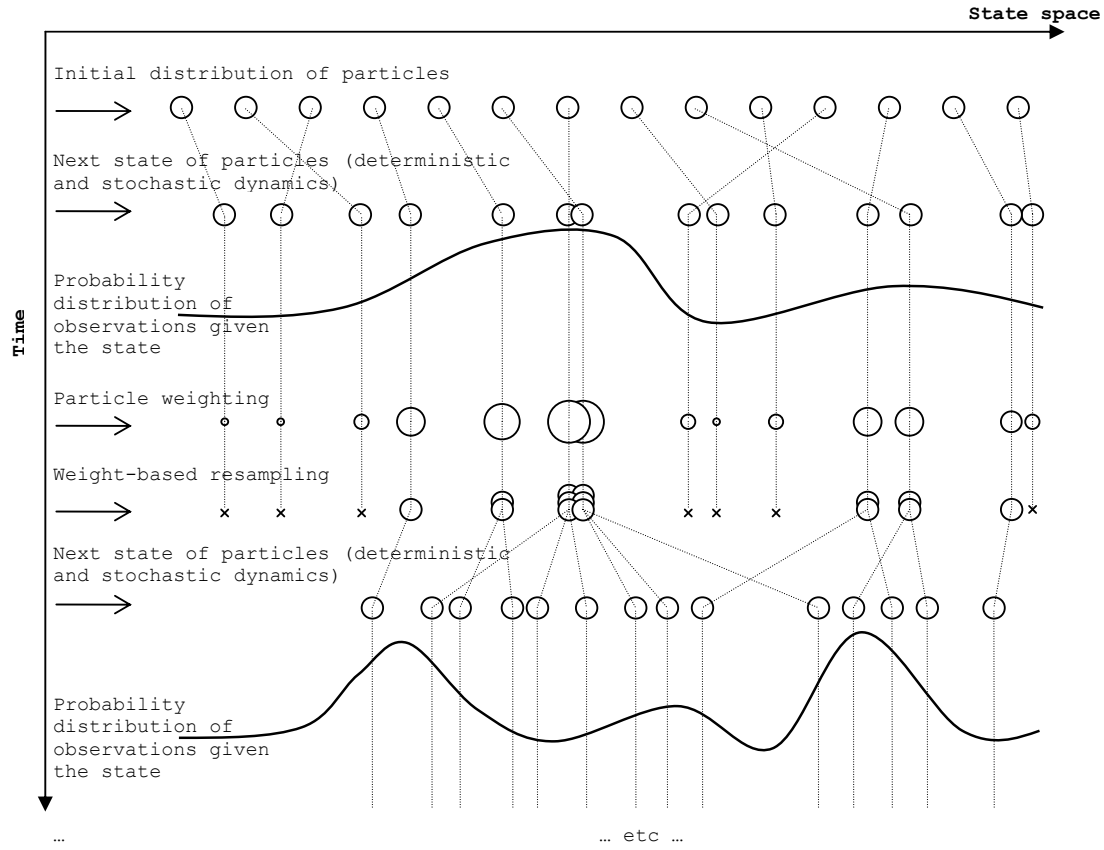 State space
Initial distribution of particles
Next state of particles (deterministic
and stochastic dynamics)
Probability
distribution of
observations given
the state
Time
Particle weighting
Weight-based resampling
Next state of particles (deterministic
and stochastic dynamics)
Probability
distribution of
observations given
the state
… … etc …